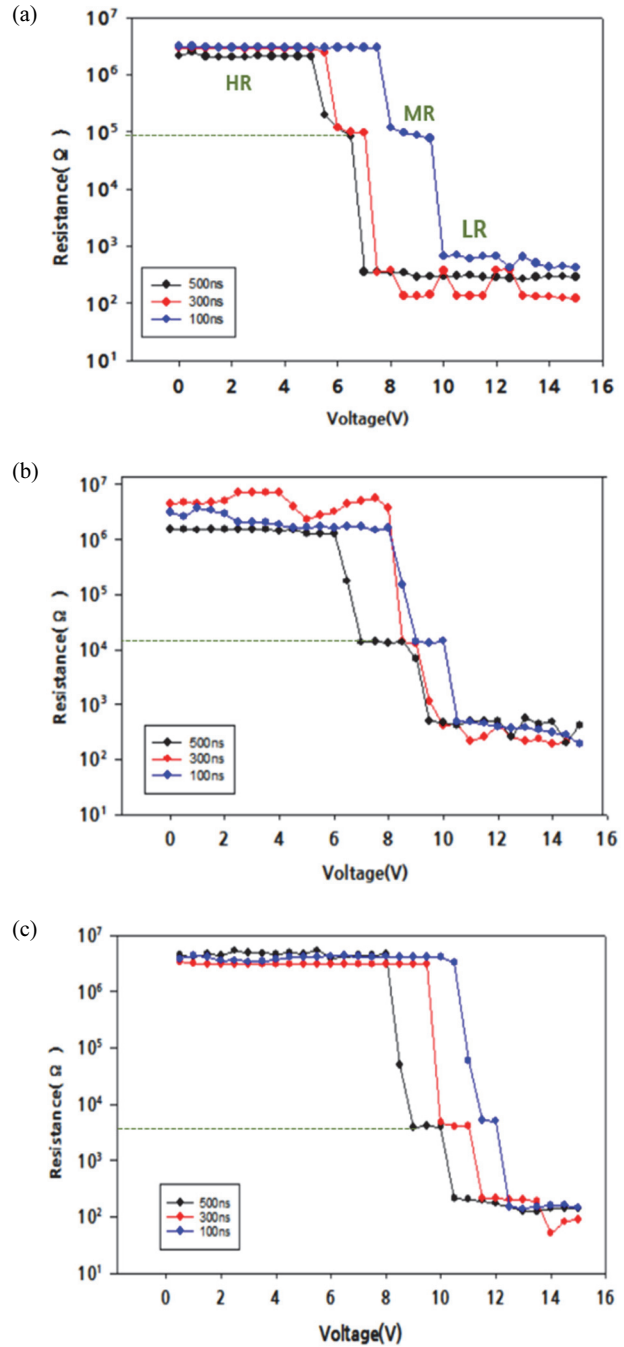 (a)
10⁷
10⁶
10⁵
10⁴
10³
10²
10¹
Resistance(Ω)
HR
MR
LR
500ns
300ns
100ns
0 2 4 6 8 10 12 14 16
Voltage(V)
(b)
10⁷
10⁶
10⁵
10⁴
10³
10²
10¹
Resistance(Ω)
500ns
300ns
100ns
0 2 4 6 8 10 12 14 16
Voltage(V)
(c)
10⁷
10⁶
10⁵
10⁴
10³
10²
10¹
Resistance(Ω)
500ns
300ns
100ns
0 2 4 6 8 10 12 14 16
Voltage(V)